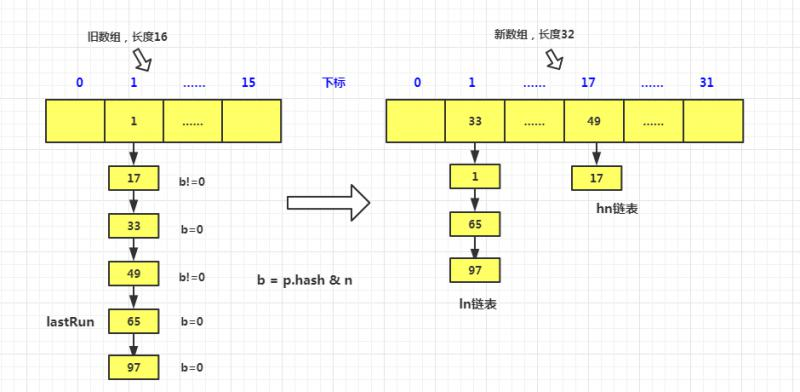 旧数组，长度16
新数组，长度32
0 1 ...... 15 下标 0 1 ...... 17 ...... 31
1 ...... 33 ...... 49 ......
17 b!=0 1 17
33 b=0 65 hn链表
49 b!=0 97
b = p.hash & n
ln链表
lastRun 65 b=0
97 b=0